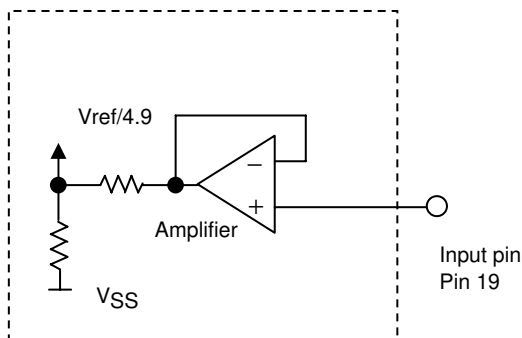 Vref/4.9
−
+
Amplifier
Input pin
Pin 19
VSS